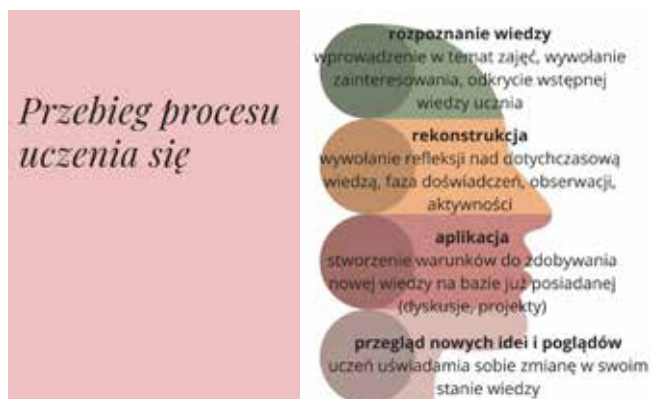 Przebieg procesu
uczenia się
rozpoznanie wiedzy
wprowadzenie w temat zajęć, wywołanie
zainteresowania, odkrycie wstępnej
wiedzy ucznia
rekonstrukcja
wywołanie refleksji nad dotychczasową
wiedzą, faza doświadczeń, obserwacji,
aktywności
aplikacja
stworzenie warunków do zdobywania
nowej wiedzy na bazie już posiadanej
(dyskusje, projekty)
przegląd nowych idei i poglądów
uczeń uświadamia sobie zmianę w swoim
stanie wiedzy